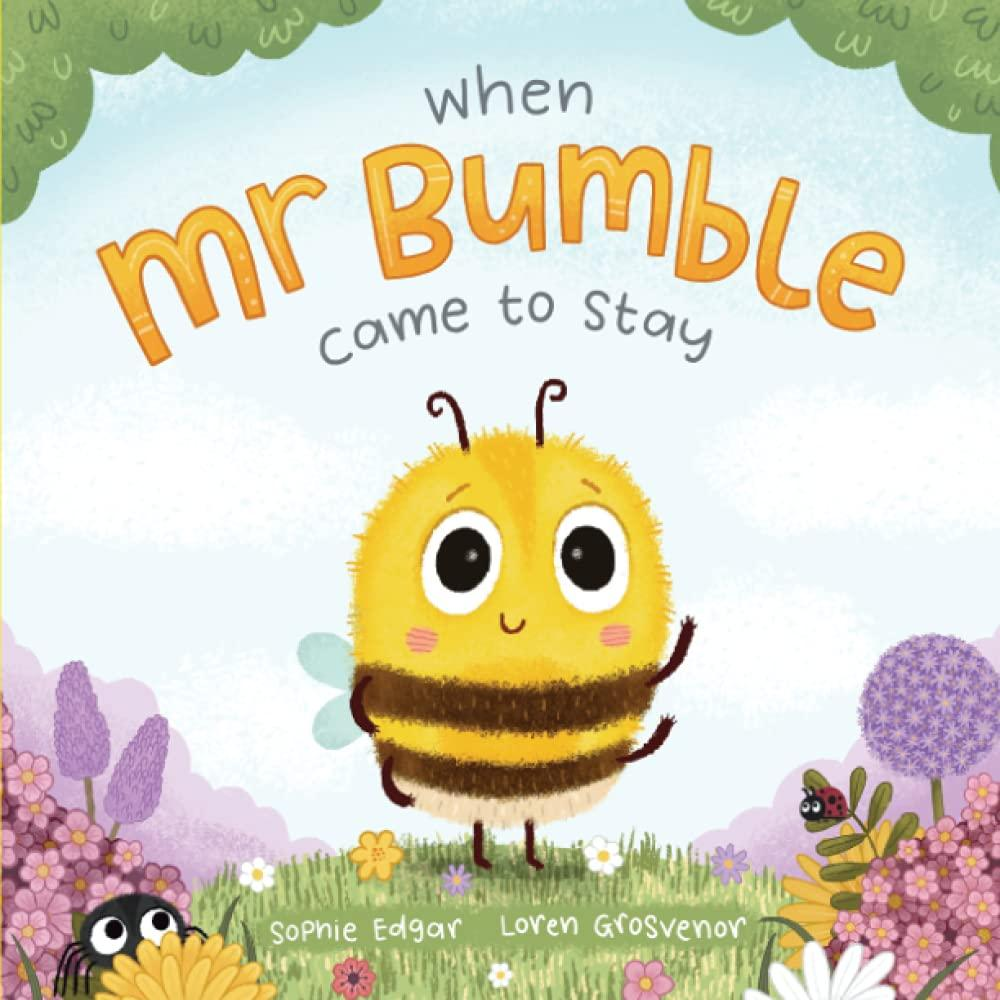 when
mr Bumble
came to stay
Sophie Edgar Loren Grosvenor